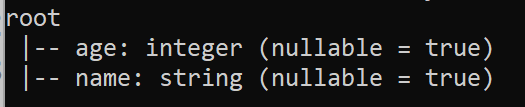 root
 |-- age: integer (nullable = true)
 |-- name: string (nullable = true)